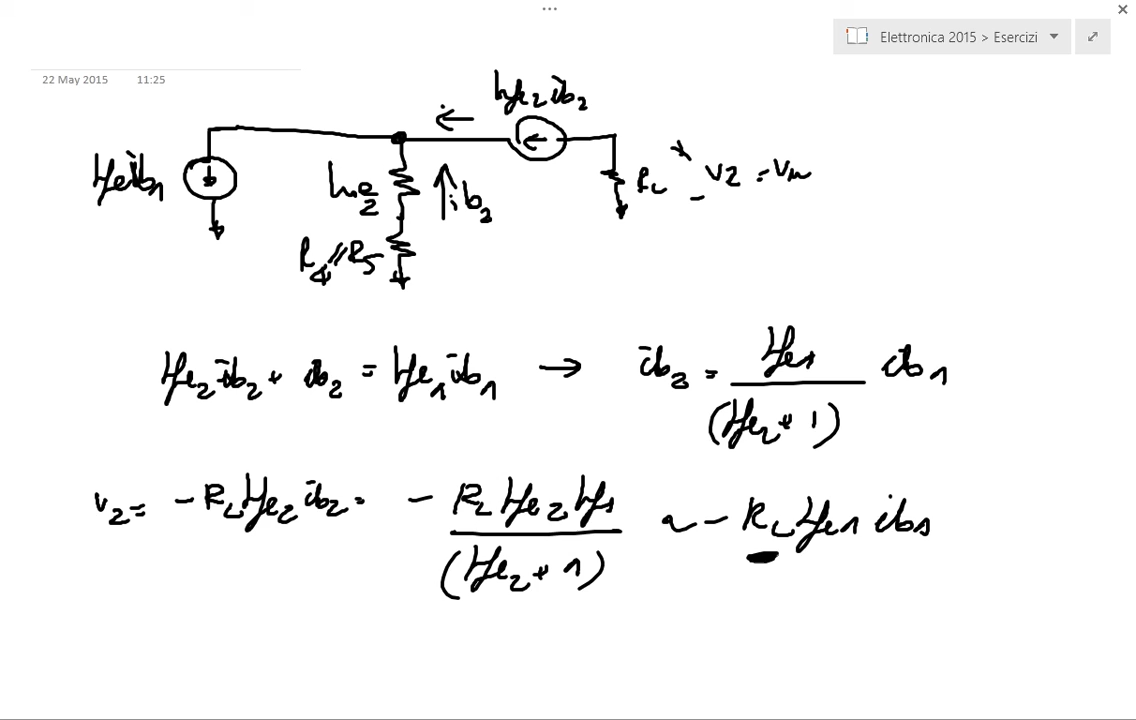 Elettronica 2015 > Esercizi
22 May 2015 11:25
hfe2 ib2
hfe1 ib1
hie2
ib2
RL + - v2 =
R4//R5
hfe2 ib2 + ib2 = hfe1 ib1 → ib2 = hfe1 / (hfe2 + 1) ib1
v2 = - RL hfe2 ib2 = - RL hfe2 hf1 / (hfe2 + 1) ~ - RL hfe1 ib1